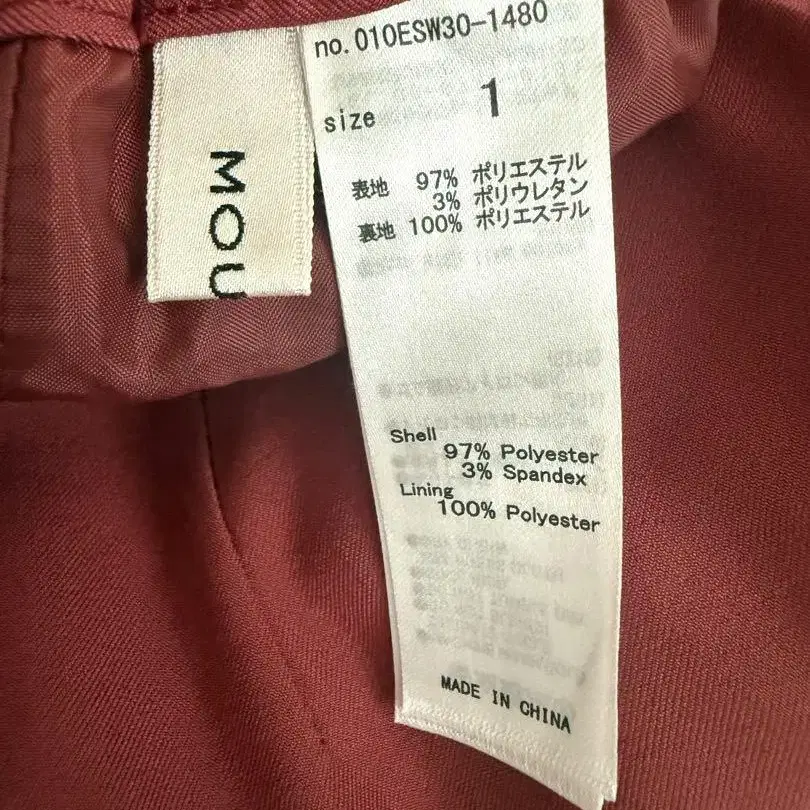 MOU
no.010ESW30-1480
size 1
表地 97% ポリエステル
3% ポリウレタン
裏地 100% ポリエステル
Shell
97% Polyester
3% Spandex
Lining
100% Polyester
MADE IN CHINA